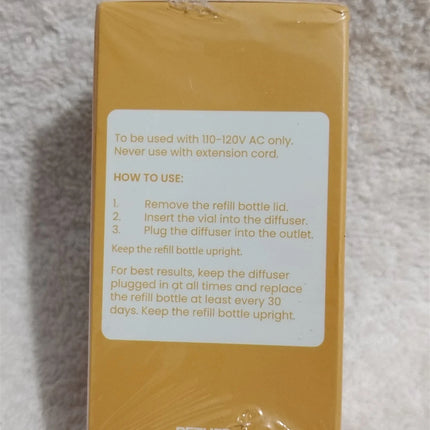 To be used with 110-120V AC only.
Never use with extension cord.
HOW TO USE:
1. Remove the refill bottle lid.
2. Insert the vial into the diffuser.
3. Plug the diffuser into the outlet.
Keep the refill bottle upright.
For best results, keep the diffuser
plugged in at all times and replace
the refill bottle at least every 30
days. Keep the refill bottle upright.